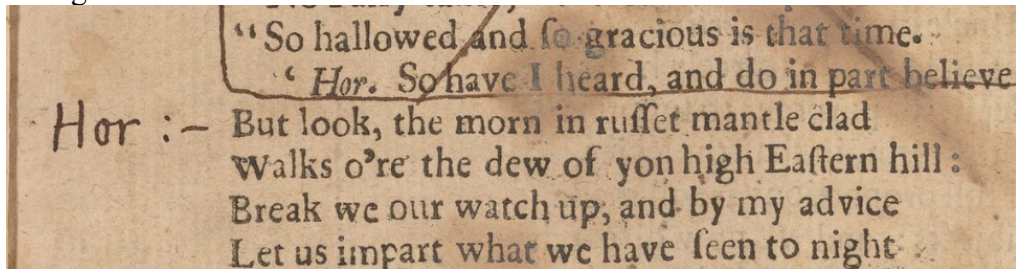 “So hallowed and ſo gracious is that time.
‘ Hor. So have I heard, and do in part believe
Hor :- But look, the morn in ruſſet mantle clad
Walks o’re the dew of yon high Eaſtern hill :
Break we our watch up, and by my advice
Let us impart what we have ſeen to night